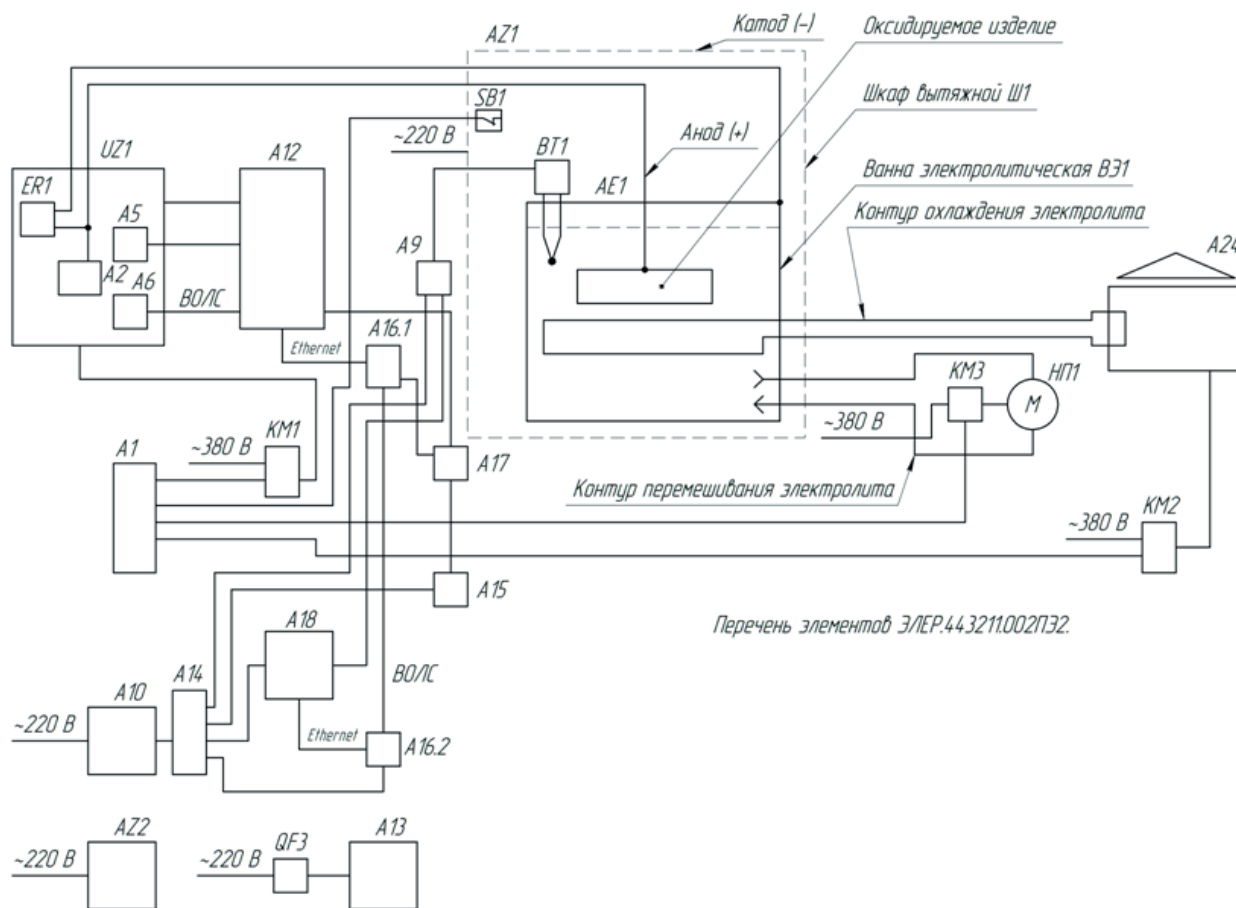 AZ1
Катод (-)
Оксидируемое изделие
SB1
Шкаф вытяжной Ш1
~220 В
Анод (+)
UZ1
A12
BT1
Ванна электролитическая ВЭ1
ER1
AE1
A5
Контур охлаждения электролита
A9
A24
A2
A6
ВОЛС
A16.1
Ethernet
KM3
НП1
M
KM1
~380 В
~380 В
A1
A17
Контур перемешивания электролита
KM2
~380 В
A15
A18
Перечень элементов ЭЛЕР.443211.002ПЭ2.
A14
ВОЛС
A10
~220 В
Ethernet
A16.2
AZ2
QF3
A13
~220 В
~220 В